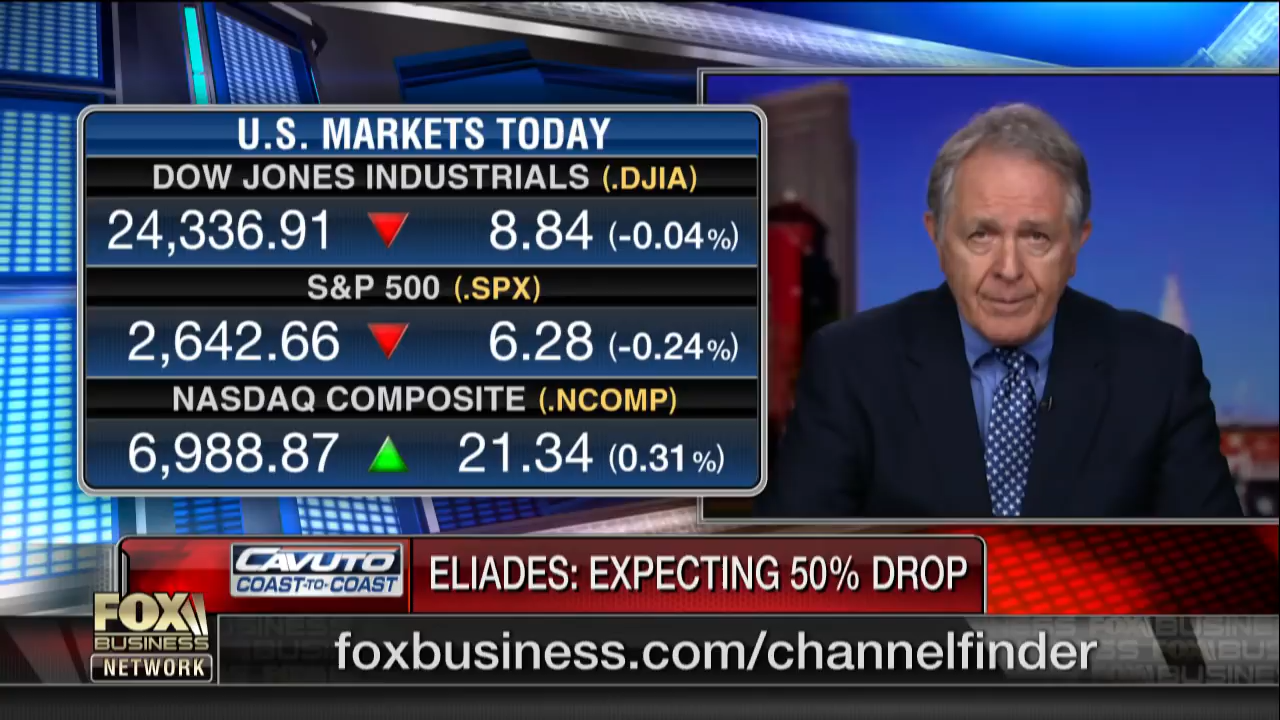 U.S. MARKETS TODAY
DOW JONES INDUSTRIALS (.DJIA)
24,336.91 8.84 (-0.04%)
S&P 500 (.SPX)
2,642.66 6.28 (-0.24%)
NASDAQ COMPOSITE (.NCOMP)
6,988.87 21.34 (0.31%)
CAVUTO
COAST-TO-COAST
ELIADES: EXPECTING 50% DROP
FOX
BUSINESS
NETWORK
foxbusiness.com/channelfinder